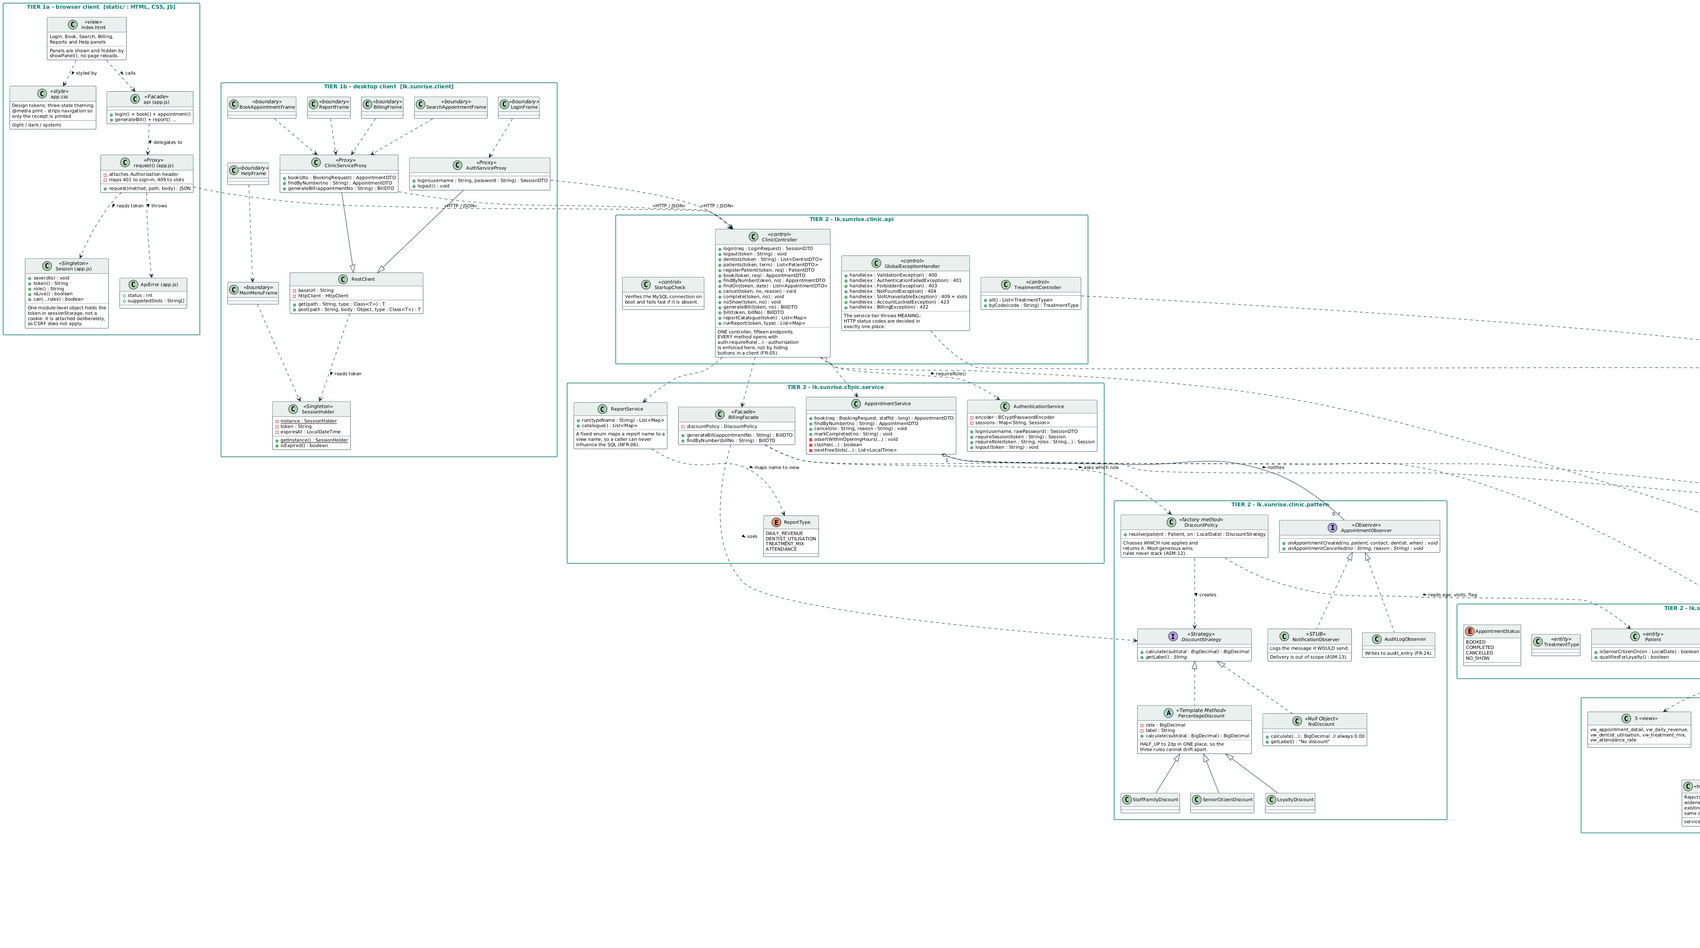 TIER 1a - browser client  [static/ : HTML, CSS, JS]
C
«view»
index.html
Login, Book, Search, Billing,
Reports and Help panels
Panels are shown and hidden by
showPanel(); no page reloads.
styled by
calls
C
«style»
app.css
Design tokens; three-state theming
@media print - strips navigation so
only the receipt is printed
(light / dark / system)
C
«Facade»
api (app.js)
login() + book() + appointment()
generateBill() + report() ...
delegates to
C
«Proxy»
request() (app.js)
attaches Authorization header
maps 401 to sign-in, 409 to slots
request(method, path, body) : JSON
reads token
throws
C
«Singleton»
Session (app.js)
save(dto) : void
token() : String
role() : String
isLive() : boolean
can(...roles) : boolean
One module-level object holds the
token in sessionStorage, not a
cookie: it is attached deliberately,
so CSRF does not apply.
C
ApiError (app.js)
status : int
suggestedSlots : String[]
TIER 1b - desktop client  [lk.sunrise.client]
C
«boundary»
BookAppointmentFrame
C
«boundary»
ReportFrame
C
«boundary»
BillingFrame
C
«boundary»
SearchAppointmentFrame
C
«boundary»
LoginFrame
C
«boundary»
HelpFrame
C
«Proxy»
ClinicServiceProxy
book(dto : BookingRequest) : AppointmentDTO
findByNumber(no : String) : AppointmentDTO
generateBill(appointmentNo : String) : BillDTO
C
«Proxy»
AuthServiceProxy
login(username : String, password : String) : SessionDTO
logout() : void
«HTTP / JSON»
«HTTP / JSON»
«HTTP / JSON»
C
«boundary»
MainMenuFrame
C
RestClient
baseUrl : String
httpClient : HttpClient
get(path : String, type : Class<T>) : T
post(path : String, body : Object, type : Class<T>) : T
reads token
C
«Singleton»
SessionHolder
instance : SessionHolder
token : String
expiresAt : LocalDateTime
getInstance() : SessionHolder
isExpired() : boolean
TIER 2 - lk.sunrise.clinic.api
C
«control»
StartupCheck
Verifies the MySQL connection on
boot and fails fast if it is absent.
C
«control»
ClinicController
login(req : LoginRequest) : SessionDTO
logout(token : String) : void
dentists(token : String) : List<DentistDTO>
patients(token, term) : List<PatientDTO>
registerPatient(token, req) : PatientDTO
book(token, req) : AppointmentDTO
findByNumber(token, no) : AppointmentDTO
findOn(token, date) : List<AppointmentDTO>
cancel(token, no, reason) : void
complete(token, no) : void
noShow(token, no) : void
generateBill(token, no) : BillDTO
bill(token, billNo) : BillDTO
reportCatalogue(token) : List<Map>
runReport(token, type) : List<Map>
ONE controller, fifteen endpoints.
EVERY method opens with
auth.requireRole(...) - authorisation
is enforced here, not by hiding
buttons in a client (FR-05).
C
«control»
GlobalExceptionHandler
handle(ex : ValidationException) : 400
handle(ex : AuthenticationFailedException) : 401
handle(ex : ForbiddenException) : 403
handle(ex : NotFoundException) : 404
handle(ex : SlotUnavailableException) : 409 + slots
handle(ex : AccountLockedException) : 423
handle(ex : BillingException) : 422
The service tier throws MEANING;
HTTP status codes are decided in
exactly one place.
C
«control»
TreatmentController
all() : List<TreatmentType>
byCode(code : String) : TreatmentType
requireRole()
TIER 2 - lk.sunrise.clinic.service
C
ReportService
run(typeName : String) : List<Map>
catalogue() : List<Map>
A fixed enum maps a report name to a
view name, so a caller can never
influence the SQL (NFR-06).
C
«Facade»
BillingFacade
discountPolicy : DiscountPolicy
generateBill(appointmentNo : String) : BillDTO
findByNumber(billNo : String) : BillDTO
C
AppointmentService
book(req : BookingRequest, staffId : long) : AppointmentDTO
findByNumber(no : String) : AppointmentDTO
cancel(no : String, reason : String) : void
markCompleted(no : String) : void
assertWithinOpeningHours(...) : void
clashes(...) : boolean
nextFreeSlots(...) : List<LocalTime>
C
AuthenticationService
encoder : BCryptPasswordEncoder
sessions : Map<String, Session>
login(username, rawPassword) : SessionDTO
requireSession(token : String) : Session
requireRole(token : String, roles : String...) : Session
logout(token : String) : void
1
maps name to view
asks which rule
notifies
E
ReportType
DAILY_REVENUE
DENTIST_UTILISATION
TREATMENT_MIX
ATTENDANCE
uses
TIER 2 - lk.sunrise.clinic.pattern
0..*
C
«factory method»
DiscountPolicy
resolve(patient : Patient, on : LocalDate) : DiscountStrategy
Chooses WHICH rule applies and
returns it. Most generous wins;
rules never stack (ASM-12).
I
«Observer»
AppointmentObserver
onAppointmentCreated(no, patient, contact, dentist, when) : void
onAppointmentCancelled(no : String, reason : String) : void
creates
reads age, visits, flag
I
«Strategy»
DiscountStrategy
calculate(subtotal : BigDecimal) : BigDecimal
getLabel() : String
C
«STUB»
NotificationObserver
Logs the message it WOULD send.
Delivery is out of scope (ASM-13).
C
AuditLogObserver
Writes to audit_entry (FR-24).
A
«Template Method»
PercentageDiscount
rate : BigDecimal
label : String
calculate(subtotal : BigDecimal) : BigDecimal
HALF_UP to 2dp in ONE place, so the
three rules cannot drift apart.
C
«Null Object»
NoDiscount
calculate(...) : BigDecimal  // always 0.00
getLabel() : "No discount"
C
StaffFamilyDiscount
C
SeniorCitizenDiscount
C
LoyaltyDiscount
TIER 2 - lk.s
E
AppointmentStatus
BOOKED
COMPLETED
CANCELLED
NO_SHOW
C
«entity»
TreatmentType
C
«entity»
Patient
isSeniorCitizenOn(on : LocalDate) : boolean
qualifiesForLoyalty() : boolean
C
5 «views»
vw_appointment_detail, vw_daily_revenue,
vw_dentist_utilisation, vw_treatment_mix,
vw_attendance_rate
C
Rejects
widene
existing
same d
service